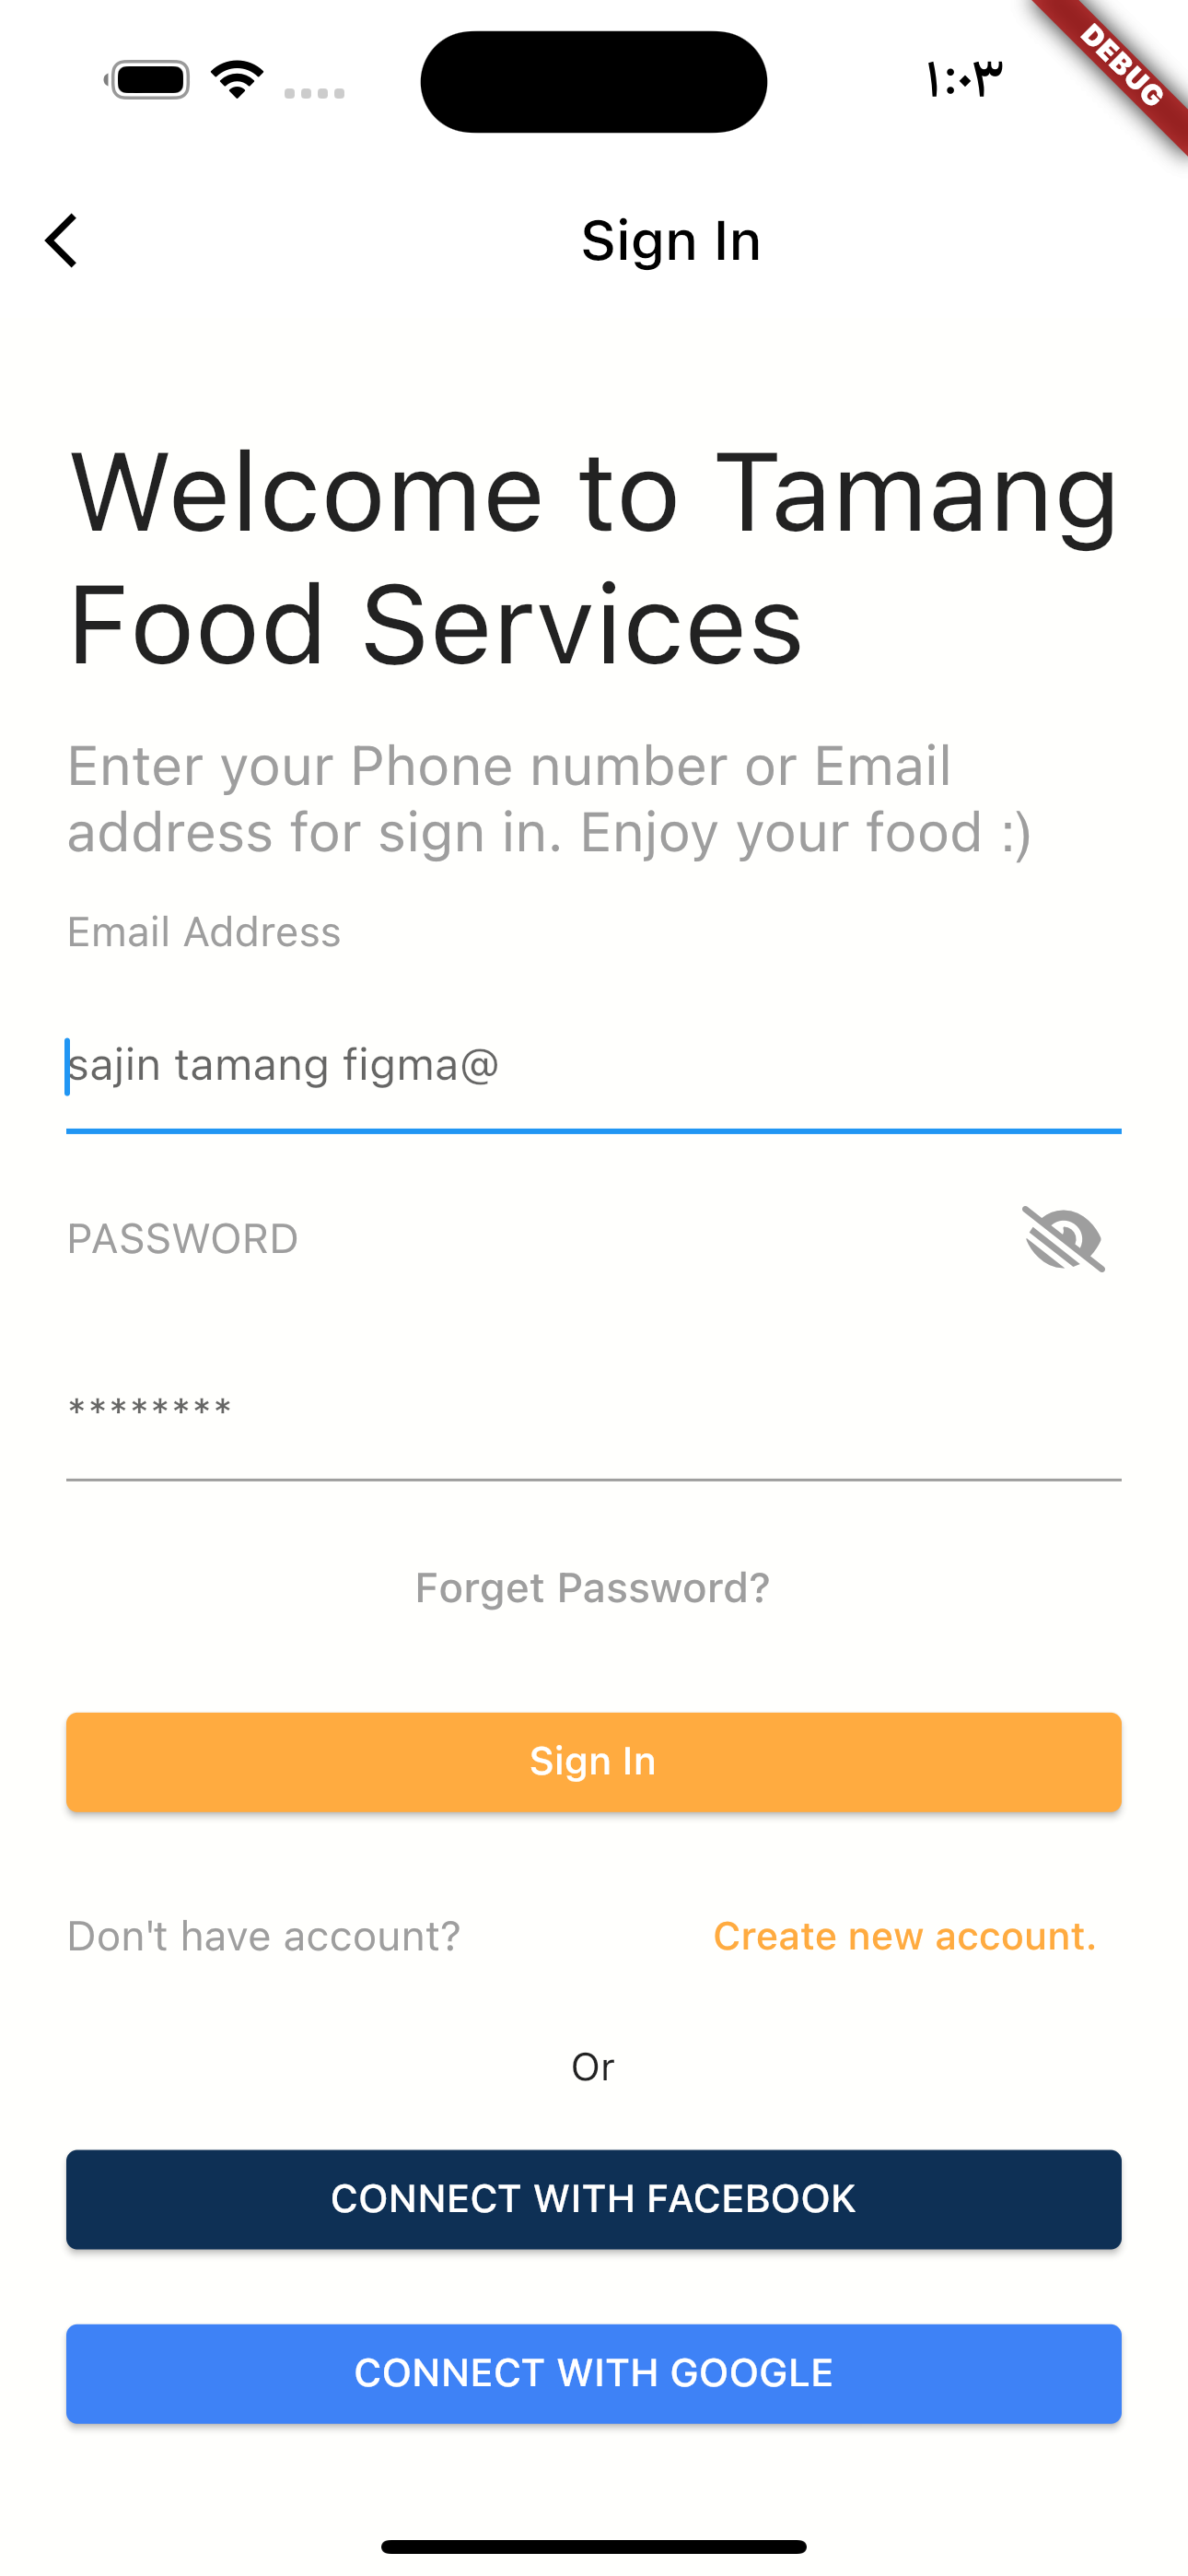 ١:٠٣
DEBUG
Sign In
Welcome to Tamang
Food Services
Enter your Phone number or Email
address for sign in. Enjoy your food :)
Email Address
sajin tamang figma@
PASSWORD
********
Forget Password?
Sign In
Don't have account?
Create new account.
Or
CONNECT WITH FACEBOOK
CONNECT WITH GOOGLE